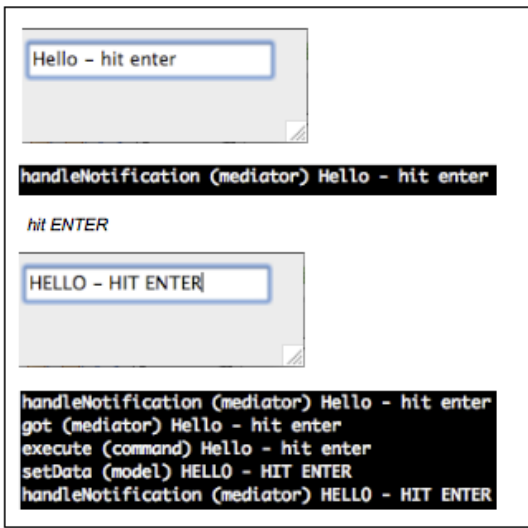 Hello - hit enter
handleNotification (mediator) Hello - hit enter
hit ENTER
HELLO - HIT ENTER
handleNotification (mediator) Hello - hit enter
got (mediator) Hello - hit enter
execute (command) Hello - hit enter
setData (model) HELLO - HIT ENTER
handleNotification (mediator) HELLO - HIT ENTER